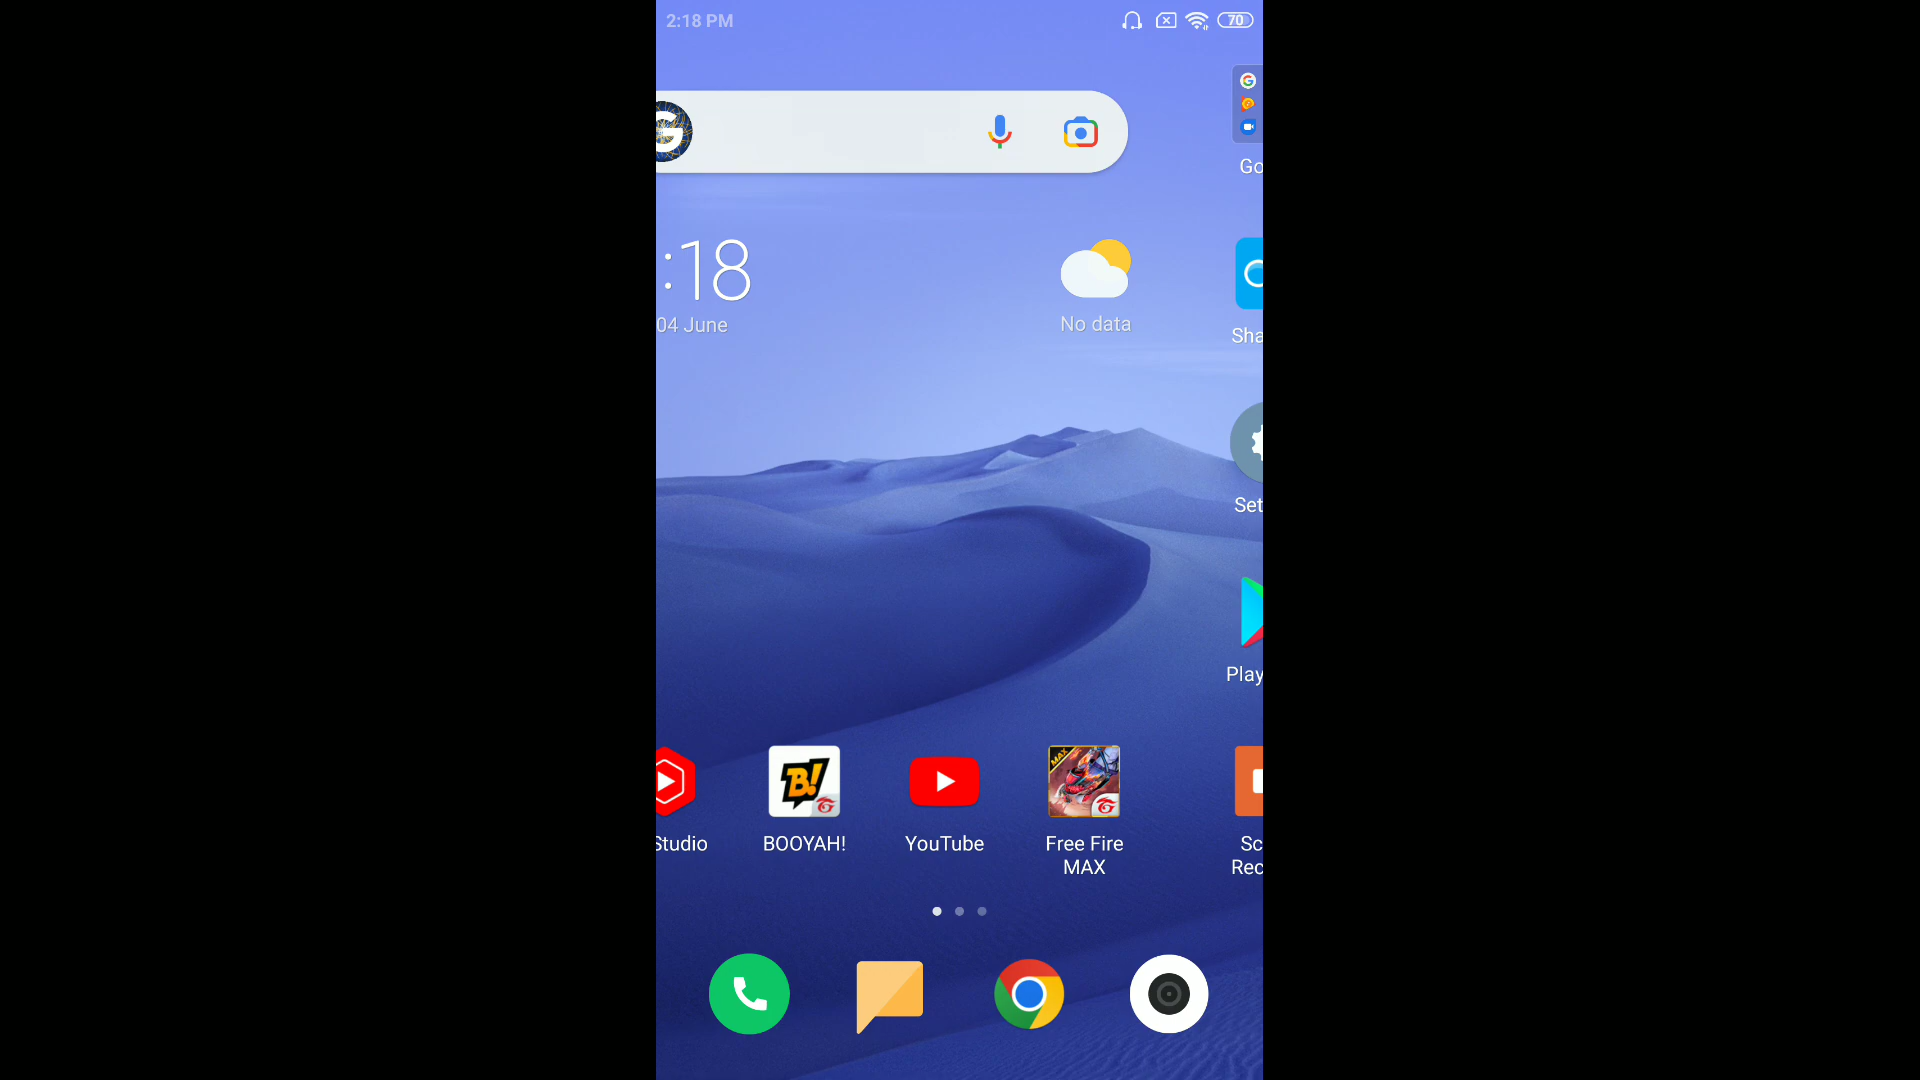 2:18 PM
70
Go
:18
04 June
No data
Sha
Set
Play
Studio
BOOYAH!
YouTube
Free Fire
MAX
Sc
Rec